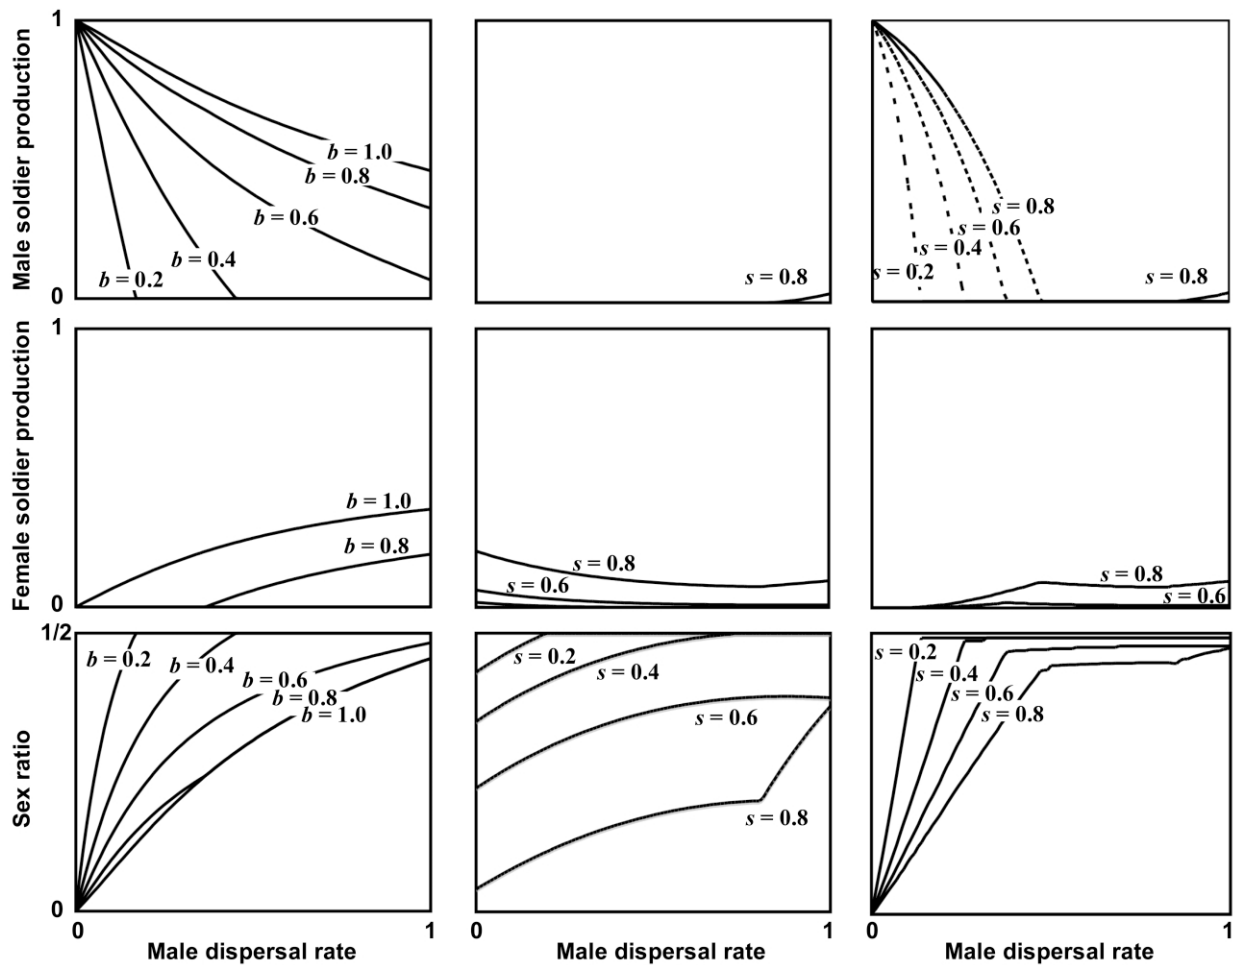 Male soldier production
1
0
b = 1.0
b = 0.8
b = 0.6
b = 0.4
b = 0.2
s = 0.8
s = 0.8
s = 0.6
s = 0.4
s = 0.2
s = 0.8
Female soldier production
1
0
b = 1.0
b = 0.8
s = 0.8
s = 0.6
s = 0.8
s = 0.6
Sex ratio
1/2
0
b = 0.2
b = 0.4
b = 0.6
b = 0.8
b = 1.0
s = 0.2
s = 0.4
s = 0.6
s = 0.8
s = 0.2
s = 0.4
s = 0.6
s = 0.8
0
1
0
1
0
1
Male dispersal rate
Male dispersal rate
Male dispersal rate